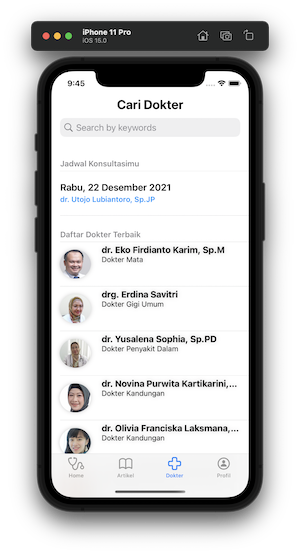 iPhone 11 Pro
iOS 15.0
9:45
Cari Dokter
Search by keywords
Jadwal Konsultasimu
Rabu, 22 Desember 2021
dr. Utojo Lubiantoro, Sp.JP
Daftar Dokter Terbaik
dr. Eko Firdianto Karim, Sp.M
Dokter Mata
drg. Erdina Savitri
Dokter Gigi Umum
dr. Yusalena Sophia, Sp.PD
Dokter Penyakit Dalam
dr. Novina Purwita Kartikarini,...
Dokter Kandungan
dr. Olivia Franciska Laksmana,...
Dokter Kandungan
Home Artikel Dokter Profil